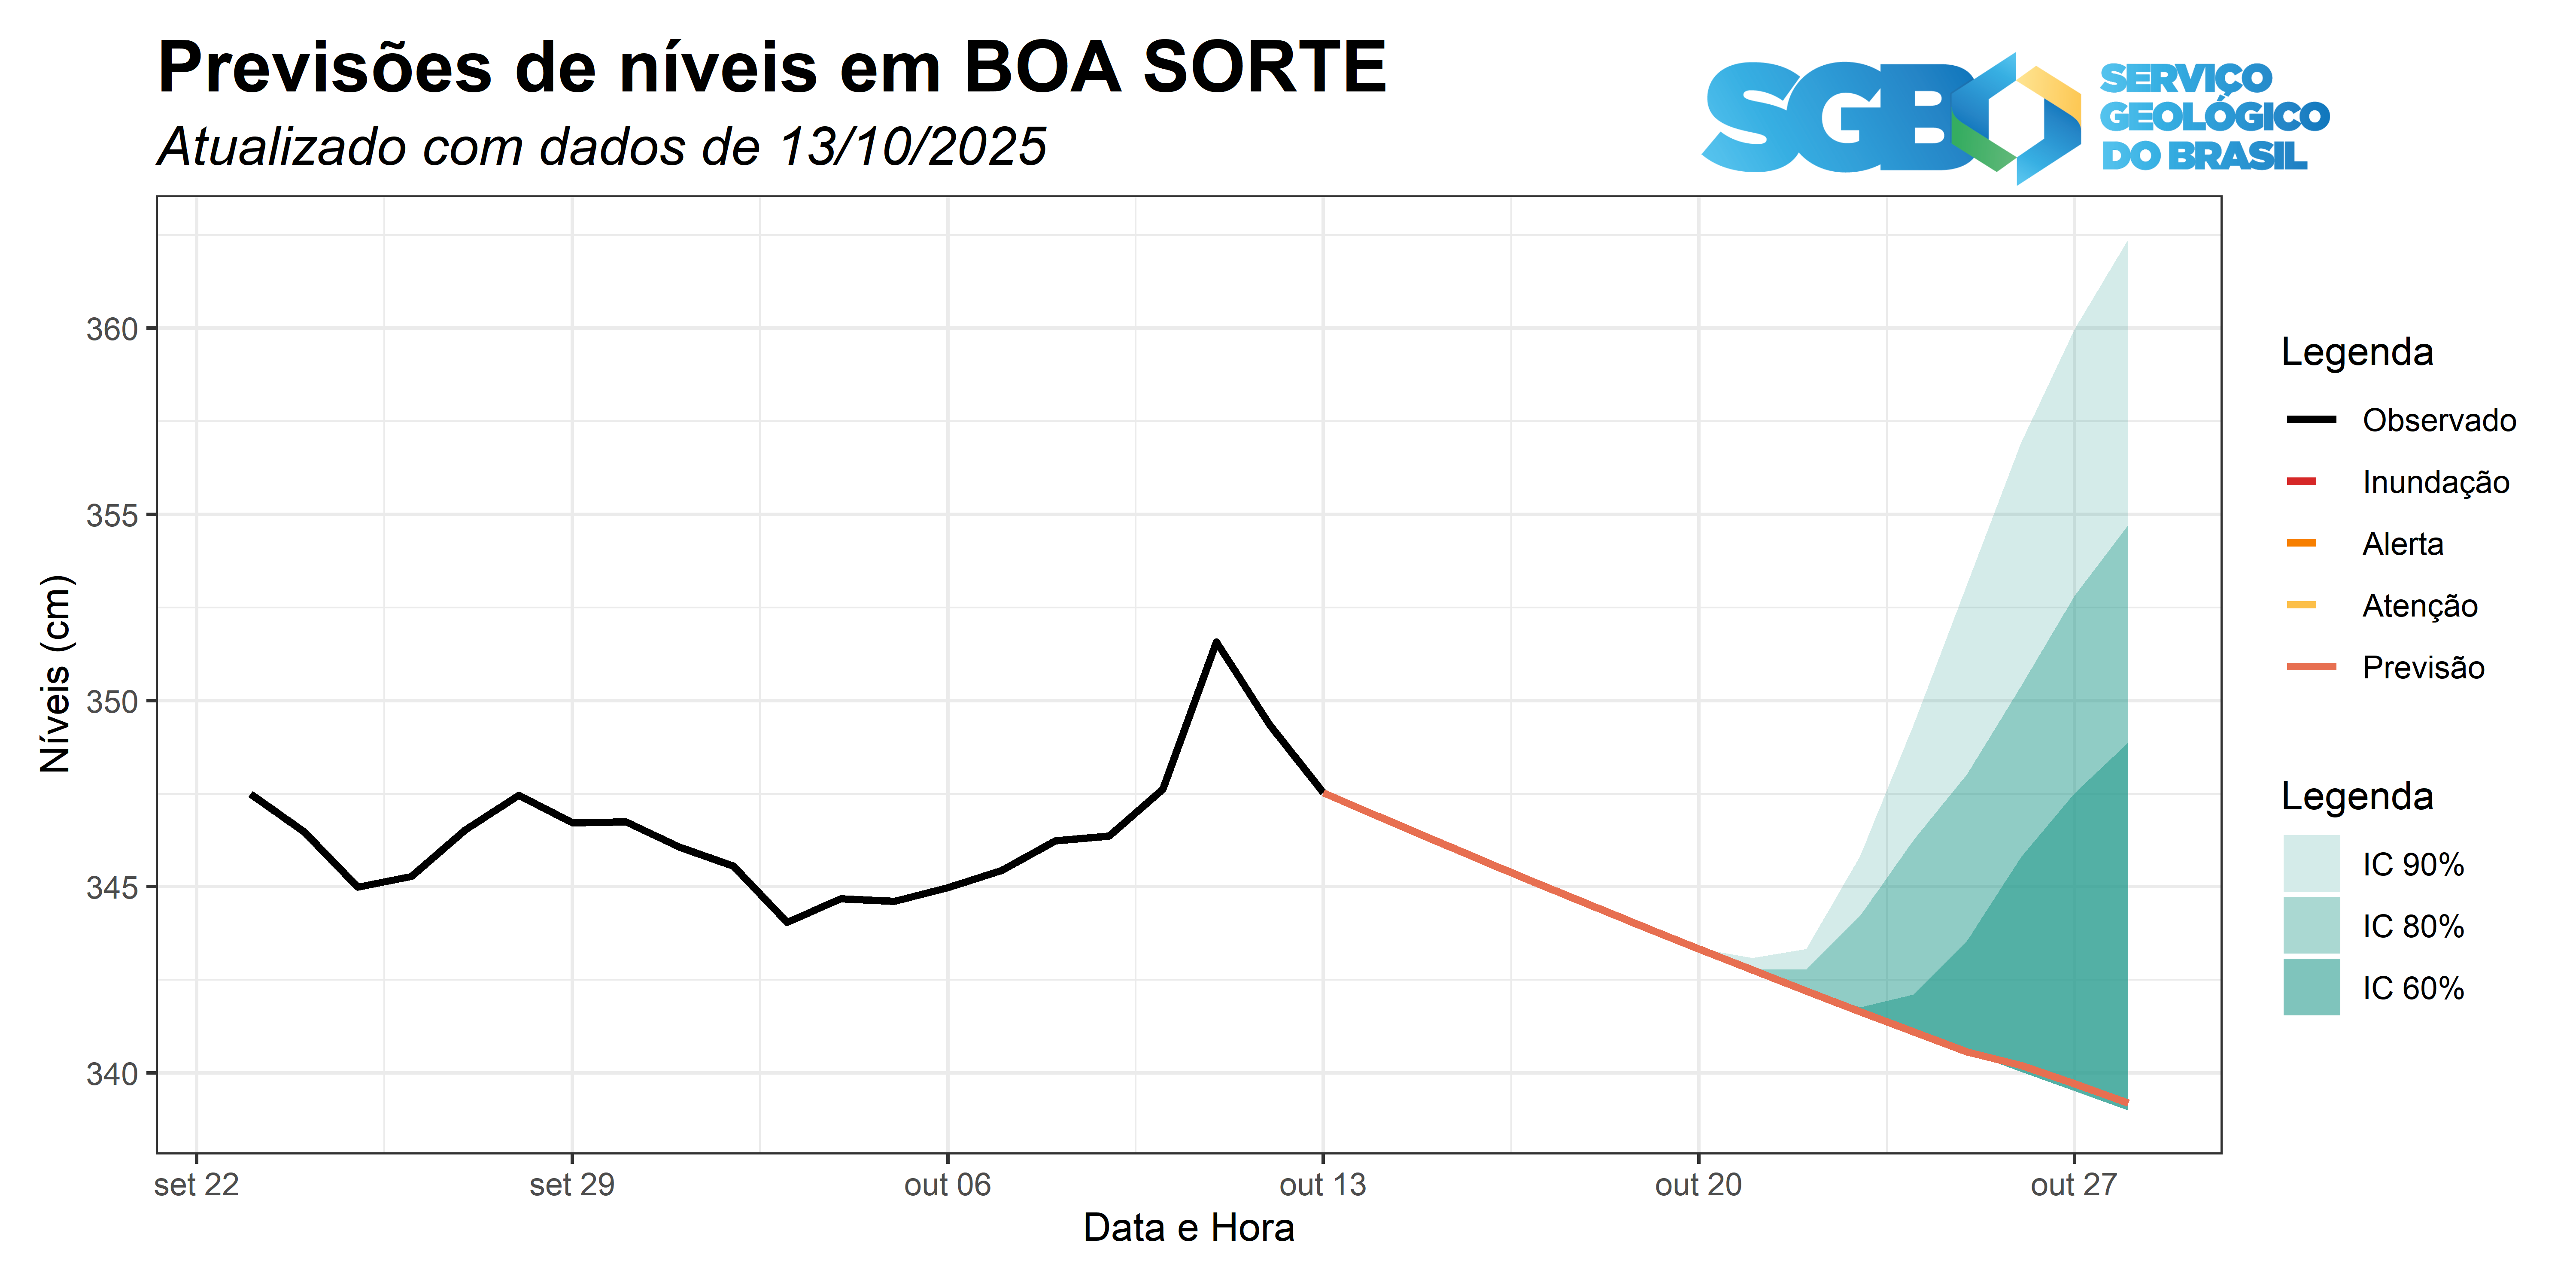 Previsões de níveis em BOA SORTE
Atualizado com dados de 13/10/2025
SGB
SERVIÇO
GEOLÓGICO
DO BRASIL
Níveis (cm)
360
355
350
345
340
set 22
set 29
out 06
out 13
out 20
out 27
Data e Hora
Legenda
Observado
Inundação
Alerta
Atenção
Previsão
Legenda
IC 90%
IC 80%
IC 60%